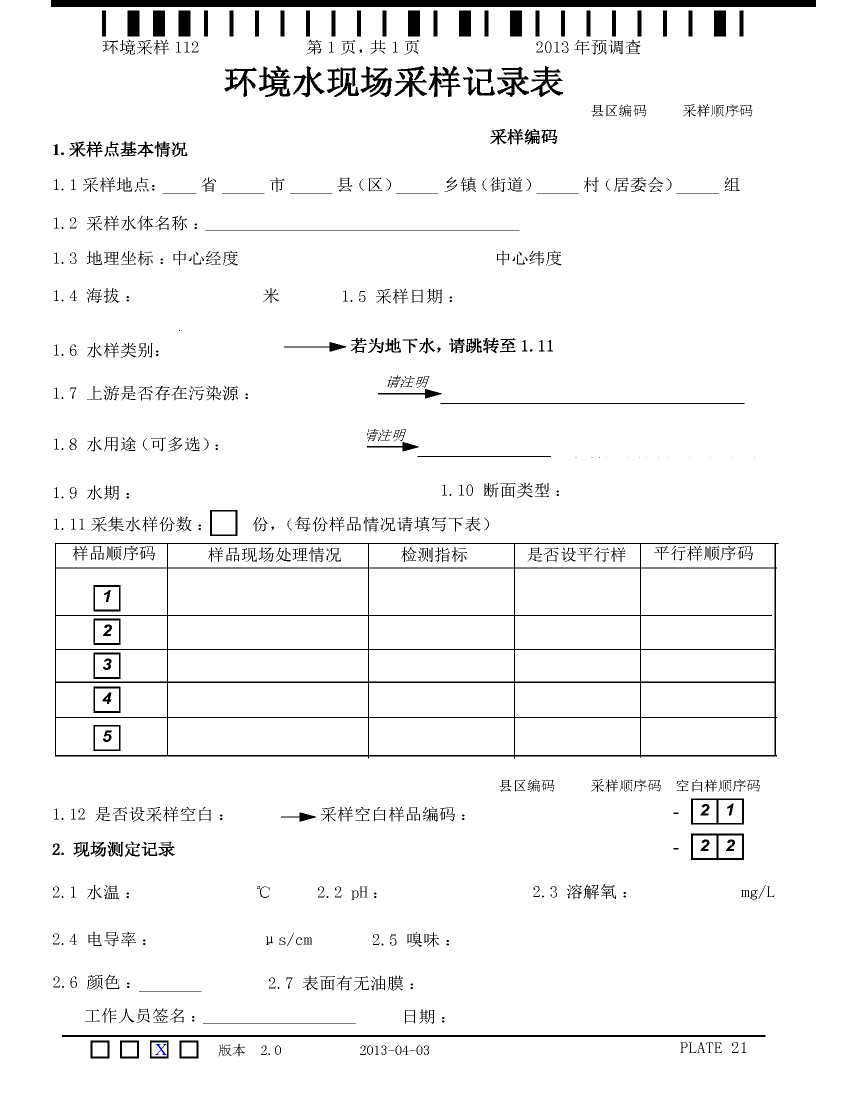 环境采样 112 第 1 页，共 1 页 2013 年预调查
环境水现场采样记录表
县区编码 采样顺序码
采样编码
1. 采样点基本情况
1.1 采样地点：____ 省 _____ 市 _____ 县（区）_____ 乡镇（街道）_____ 村（居委会）_____ 组
1.2 采样水体名称：_____________________________________
1.3 地理坐标：中心经度 中心纬度
1.4 海拔： 米 1.5 采样日期：
1.6 水样类别： 若为地下水，请跳转至 1.11
1.7 上游是否存在污染源： 请注明
1.8 水用途（可多选）： 请注明
1.9 水期： 1.10 断面类型：
1.11 采集水样份数： 份，（每份样品情况请填写下表）
样品顺序码 样品现场处理情况 检测指标 是否设平行样 平行样顺序码
1
2
3
4
5
县区编码 采样顺序码 空白样顺序码
1.12 是否设采样空白： 采样空白样品编码： - 2 1
2. 现场测定记录 - 2 2
2.1 水温： ℃ 2.2 pH： 2.3 溶解氧： mg/L
2.4 电导率： μs/cm 2.5 嗅味：
2.6 颜色：_______ 2.7 表面有无油膜：
工作人员签名：__________________ 日期：
X 版本 2.0 2013-04-03 PLATE 21